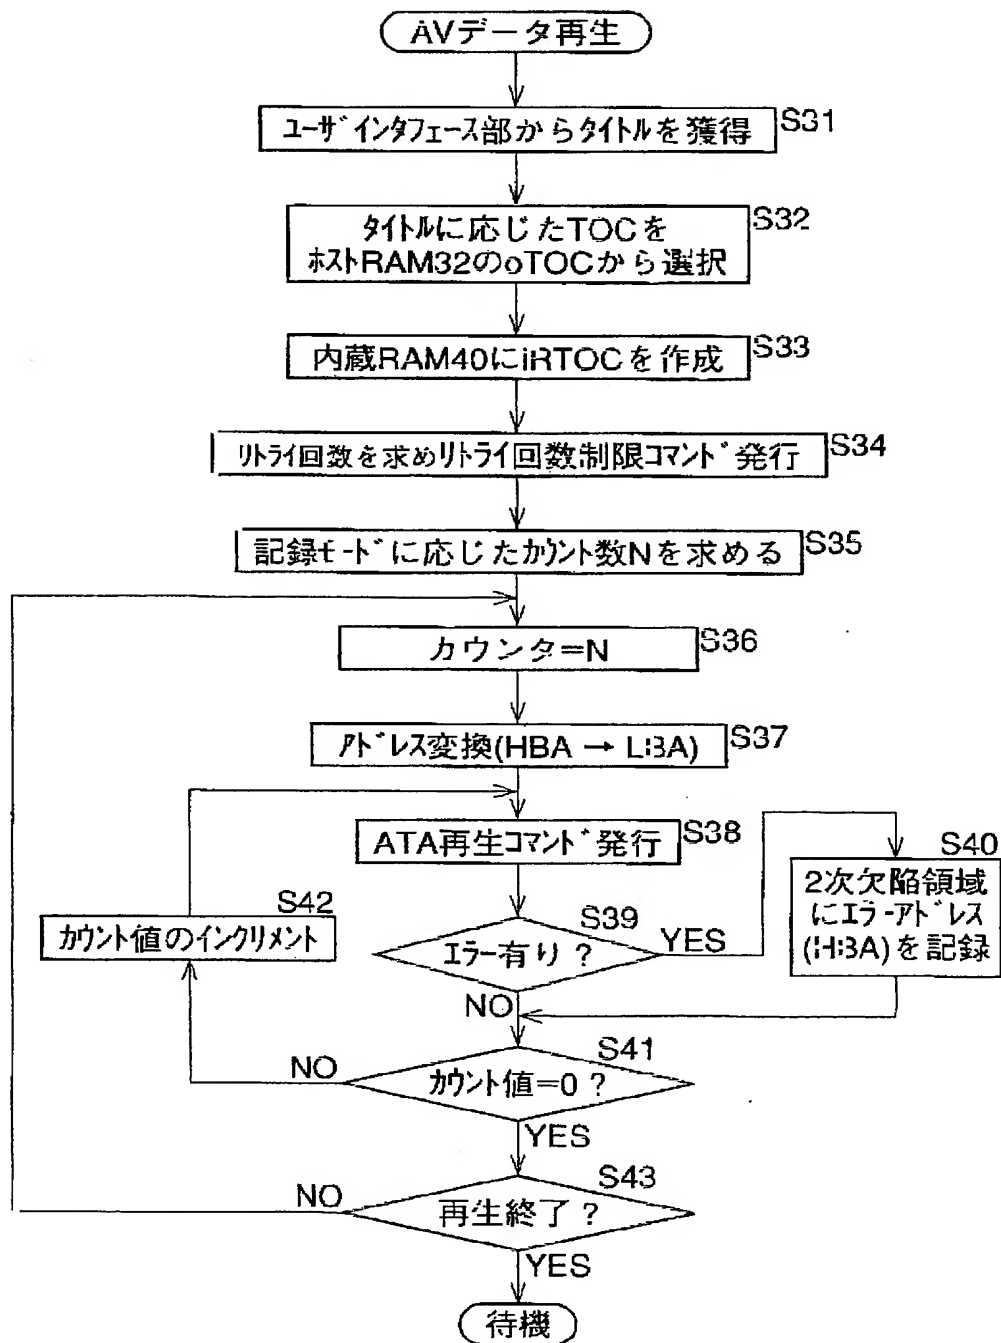 AVデータ再生
ユーザインタフェース部からタイトルを獲得
S31
タイトルに応じたTOCを
ホストRAM32のoTOCから選択
S32
内蔵RAM40にiRTOCを作成
S33
リトライ回数を求めリトライ回数制限コマンド発行
S34
記録モードに応じたカウント数Nを求める
S35
カウンタ=N
S36
アドレス変換(HBA → LBA)
S37
ATA再生コマンド発行
S38
S40
2次欠陥領域
にエラーアドレス
(HBA)を記録
S42
カウント値のインクリメント
S39
エラー有り?
YES
NO
S41
カウント値=0?
NO
YES
S43
再生終了?
NO
YES
待機